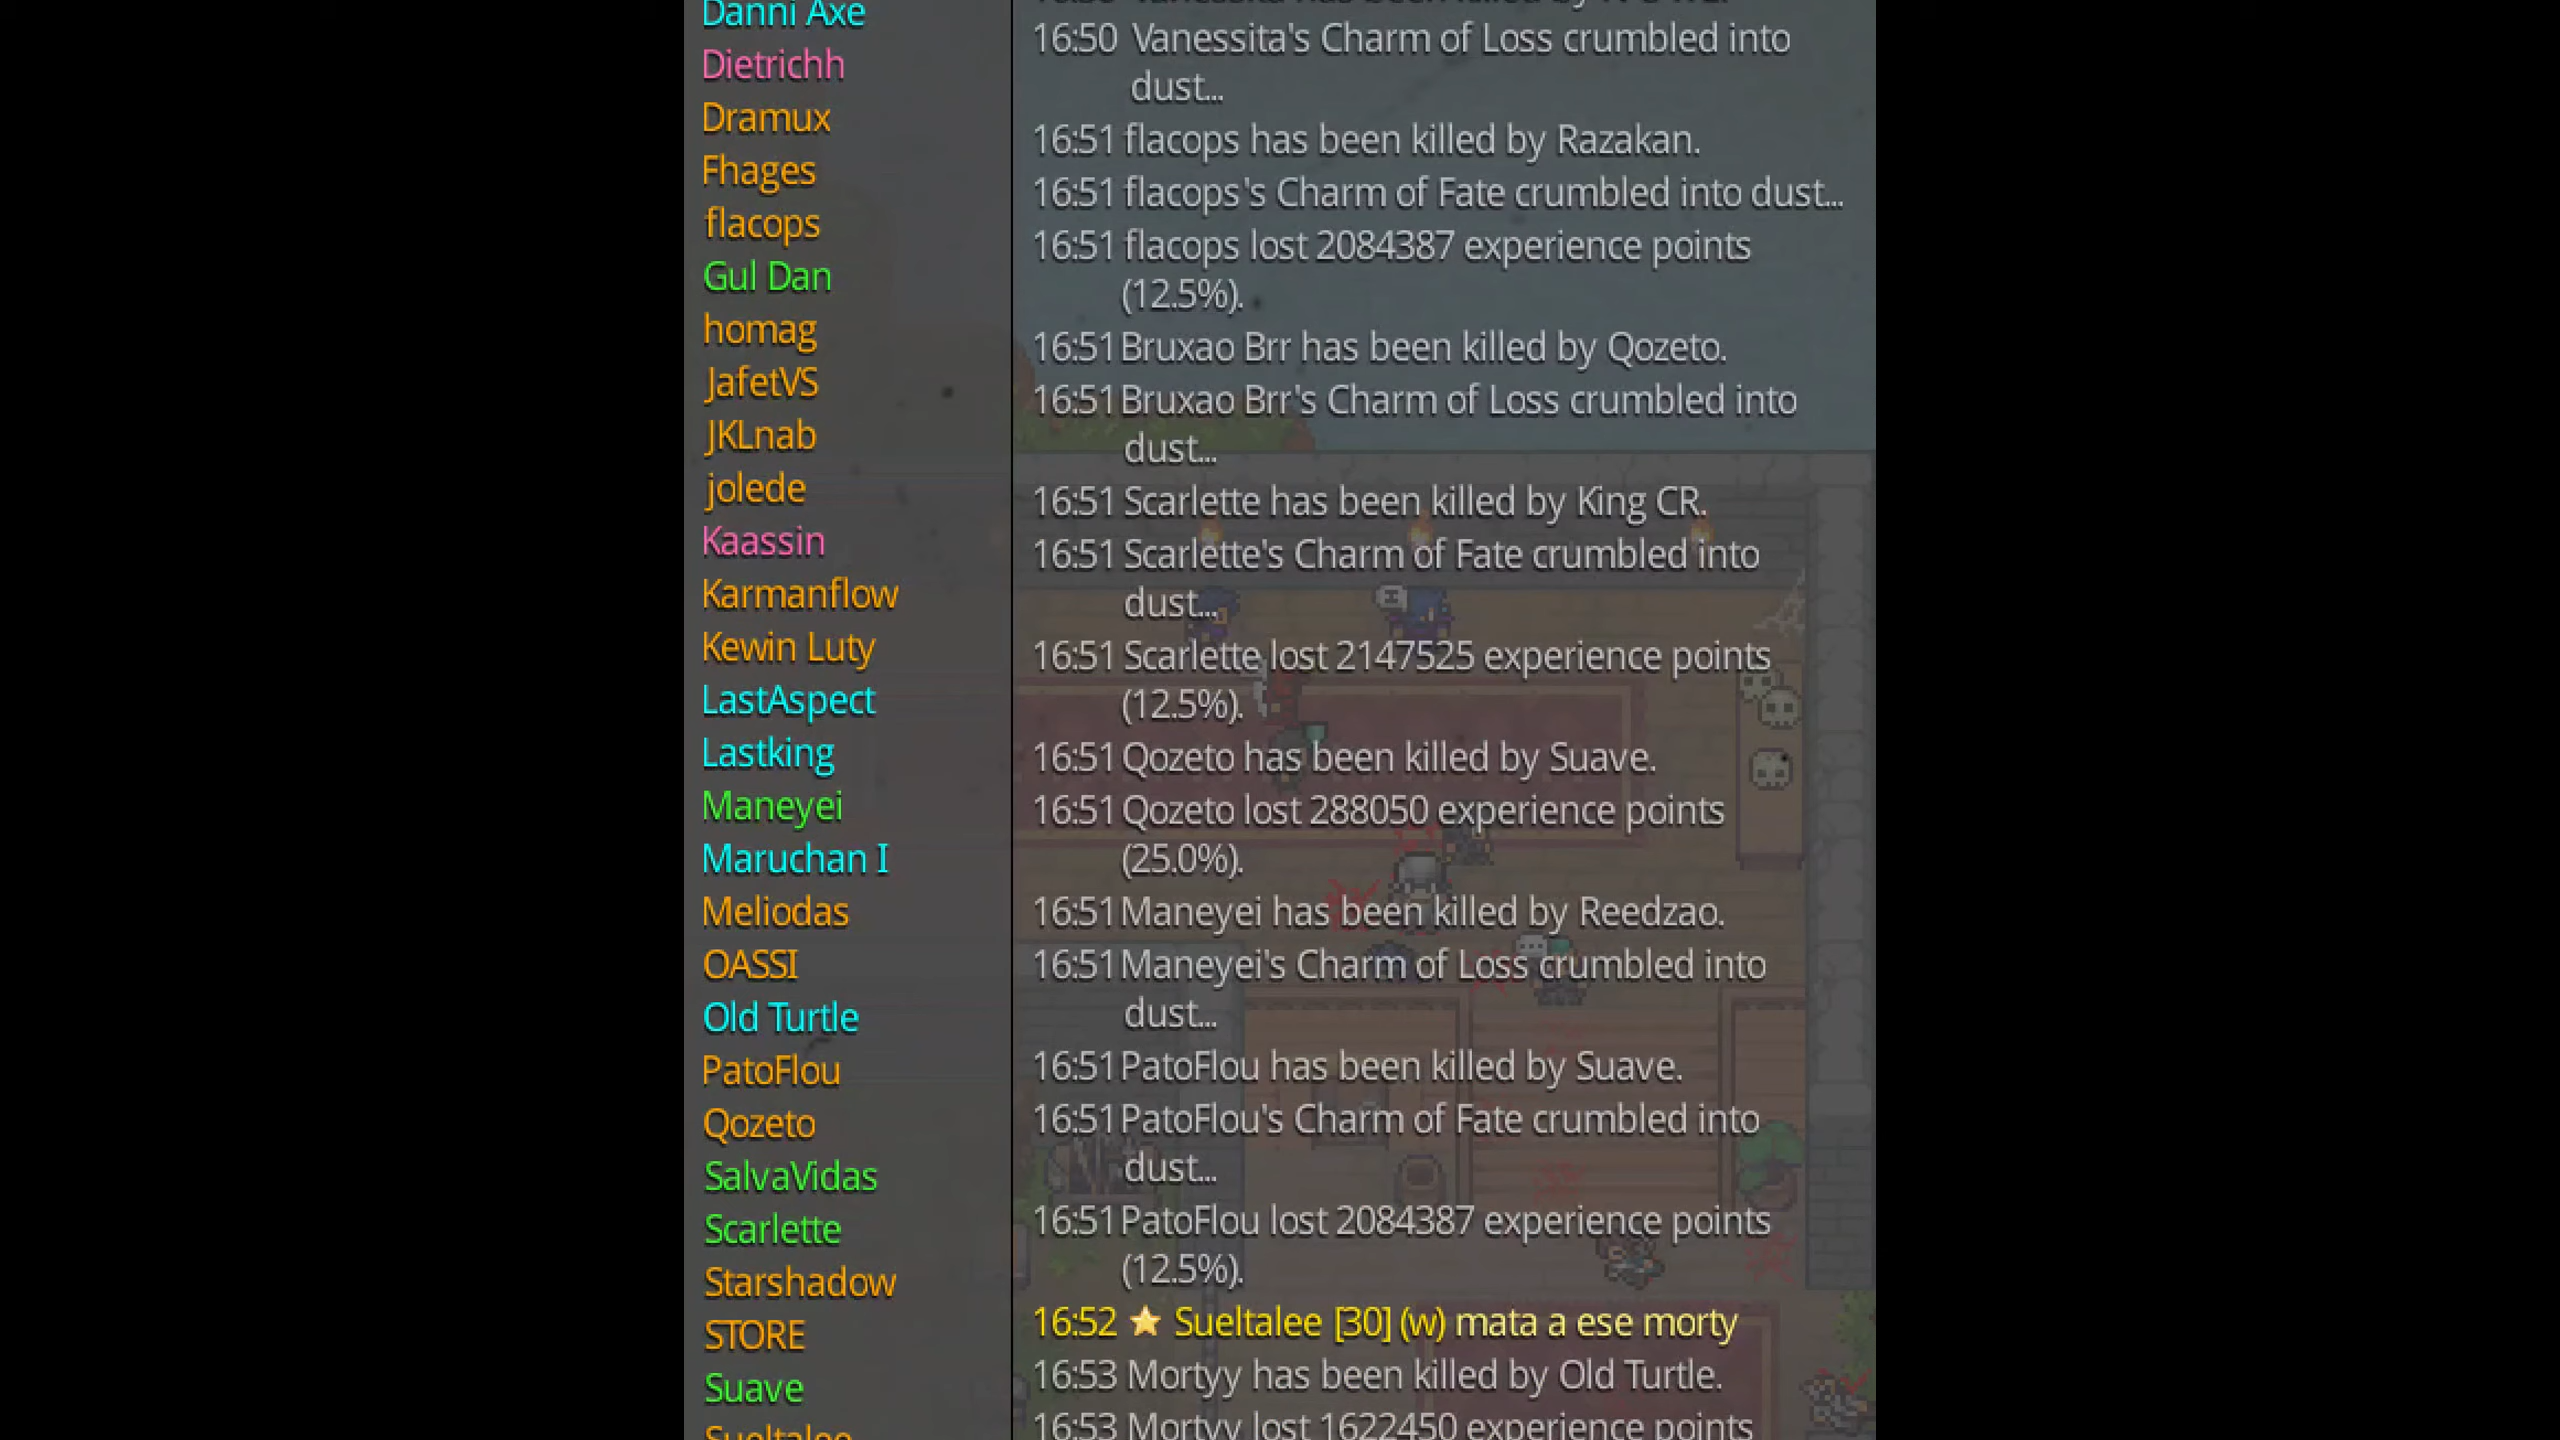 Danni Axe
Dietrichh
Dramux
Fhages
flacops
Gul Dan
homag
JafetVS
JKLnab
jolede
Kaassin
Karmanflow
Kewin Luty
LastAspect
Lastking
Maneyei
Maruchan I
Meliodas
OASSI
Old Turtle
PatoFlou
Qozeto
SalvaVidas
Scarlette
Starshadow
STORE
Suave
Sueltalee
16:50 Vanessita's Charm of Loss crumbled into
dust...
16:51 flacops has been killed by Razakan.
16:51 flacops's Charm of Fate crumbled into dust...
16:51 flacops lost 2084387 experience points
(12.5%).
16:51 Bruxao Brr has been killed by Qozeto.
16:51 Bruxao Brr's Charm of Loss crumbled into
dust...
16:51 Scarlette has been killed by King CR.
16:51 Scarlette's Charm of Fate crumbled into
dust...
16:51 Scarlette lost 2147525 experience points
(12.5%).
16:51 Qozeto has been killed by Suave.
16:51 Qozeto lost 288050 experience points
(25.0%).
16:51 Maneyei has been killed by Reedzao.
16:51 Maneyei's Charm of Loss crumbled into
dust...
16:51 PatoFlou has been killed by Suave.
16:51 PatoFlou's Charm of Fate crumbled into
dust...
16:51 PatoFlou lost 2084387 experience points
(12.5%).
16:52 Sueltalee [30] (w) mata a ese morty
16:53 Mortyy has been killed by Old Turtle.
16:53 Mortyy lost 1622450 experience points